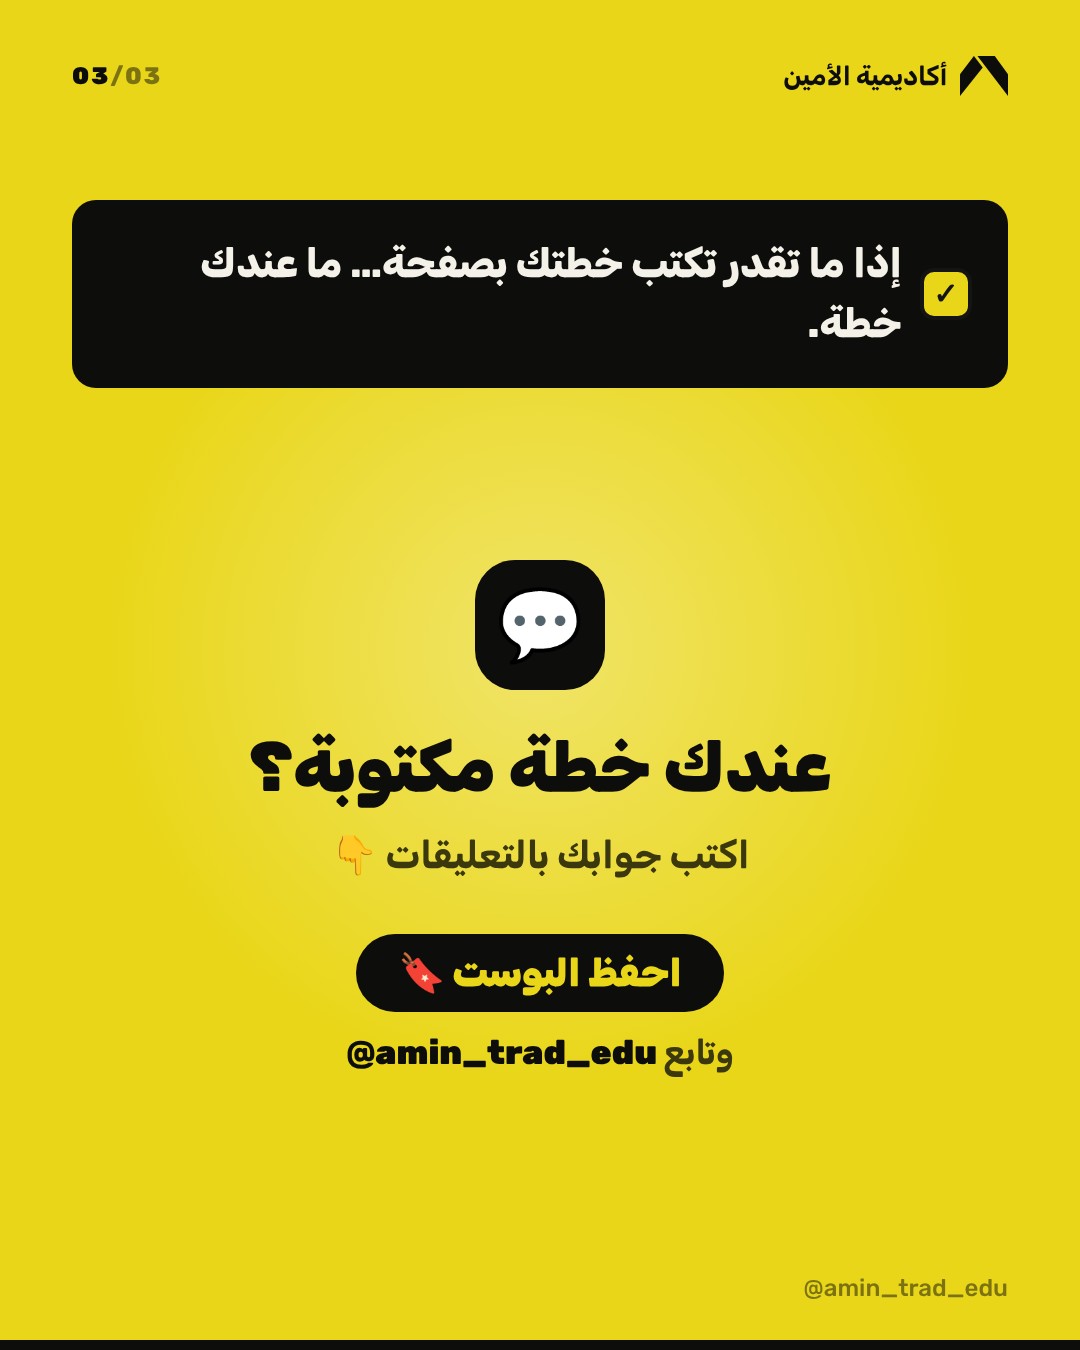 أكاديمية الأمين
03/03
إذا ما تقدر تكتب خطتك بصفحة... ما عندك
خطة.
عندك خطة مكتوبة؟
اكتب جوابك بالتعليقات 👇
احفظ البوست 🔖
وتابع @amin_trad_edu
@amin_trad_edu